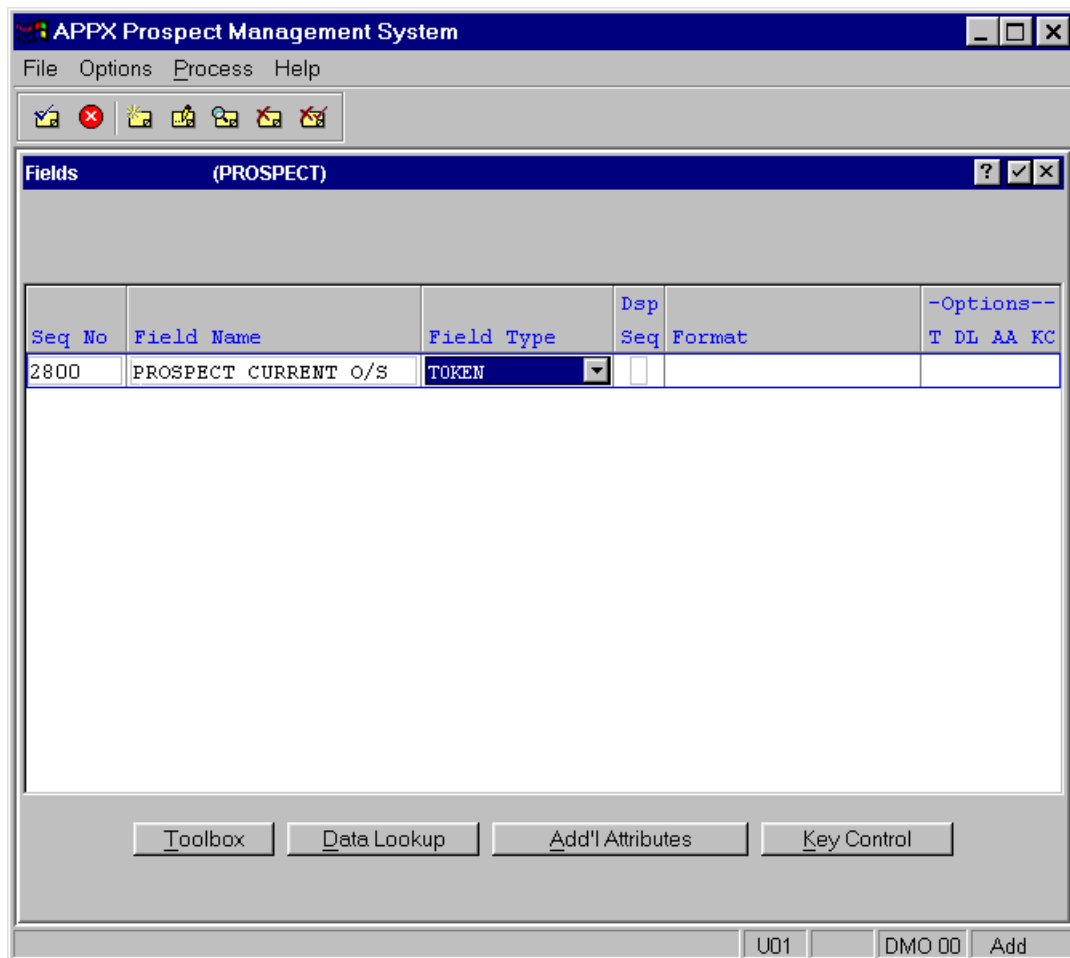 APPX Prospect Management System
File Options Process Help
Fields (PROSPECT)
Dsp -Options--
Seq No Field Name Field Type Seq Format T DL AA KC
2800 PROSPECT CURRENT O/S TOKEN
Toolbox Data Lookup Add'l Attributes Key Control
U01 DMO 00 Add